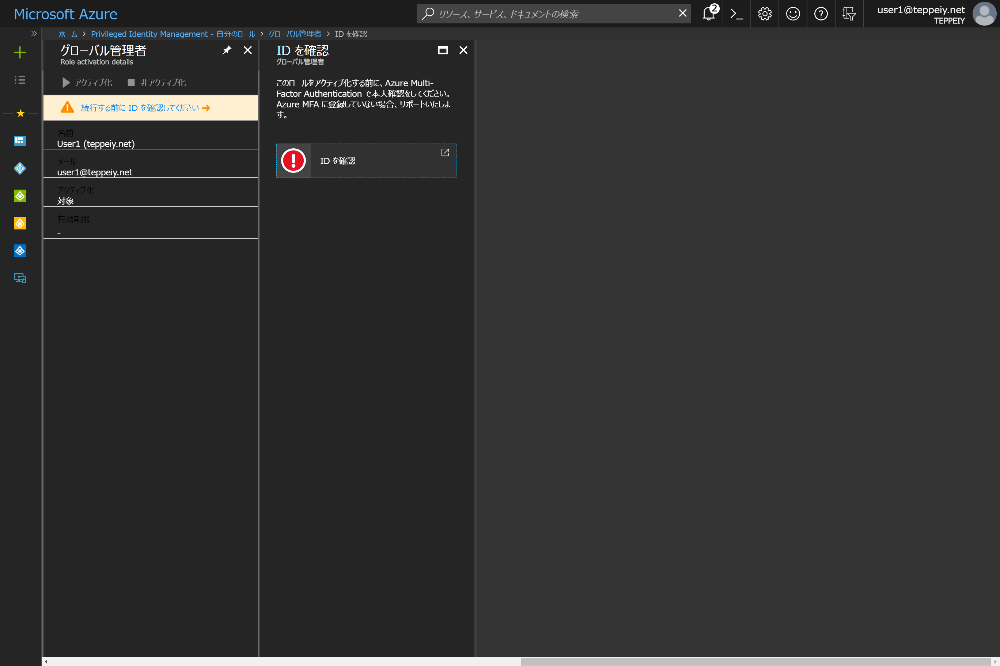 Microsoft Azure
リソース、サービス、ドキュメントの検索
2
user1@teppeiy.net
TEPPEIY
ホーム > Privileged Identity Management - 自分のロール > グローバル管理者 > ID を確認
グローバル管理者
Role activation details
アクティブ化
非アクティブ化
続行する前に ID を確認してください
名前
User1 (teppeiy.net)
メール
user1@teppeiy.net
アクティブ化
対象
有効期限
-
ID を確認
グローバル管理者
このロールをアクティブ化する前に、Azure Multi-
Factor Authentication で本人確認をしてください。
Azure MFA に登録していない場合、サポートいたしま
す。
ID を確認